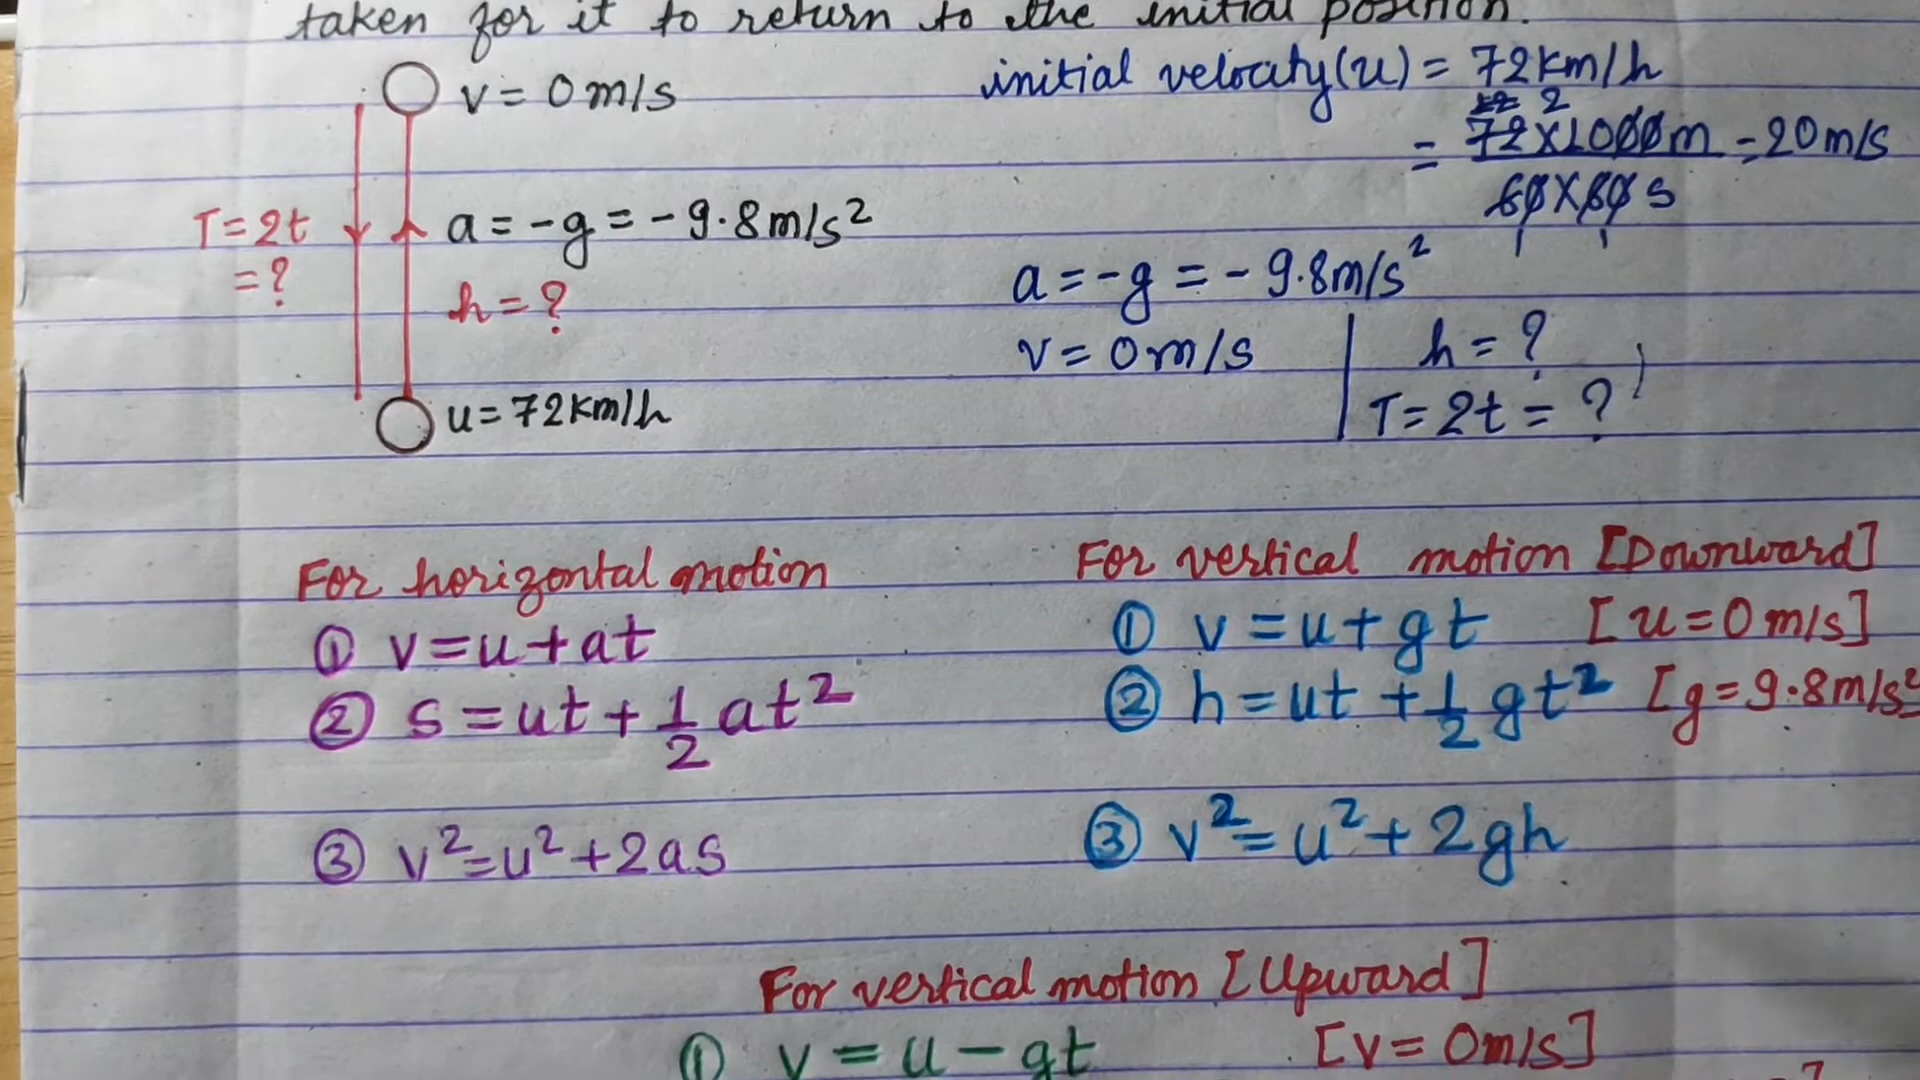 taken for it to return to the initial position.
v = 0 m/s
T = 2t
= ?
a = -g = -9.8 m/s²
h = ?
u = 72 km/h
initial velocity (u) = 72 km/h
2
= 72 × 1000 m = 20 m/s
60 × 60 s
1 1
a = -g = - 9.8 m/s²
v = 0 m/s
h = ?
T = 2t = ?
For horizontal motion
① v = u + at
② s = ut + 1/2 at²
③ v² = u² + 2as
For vertical motion [Downward]
① v = u + gt [u = 0 m/s]
② h = ut + 1/2 gt² [g = 9.8 m/s²
③ v² = u² + 2gh
For vertical motion [Upward]
① v = u - gt [v = 0 m/s]